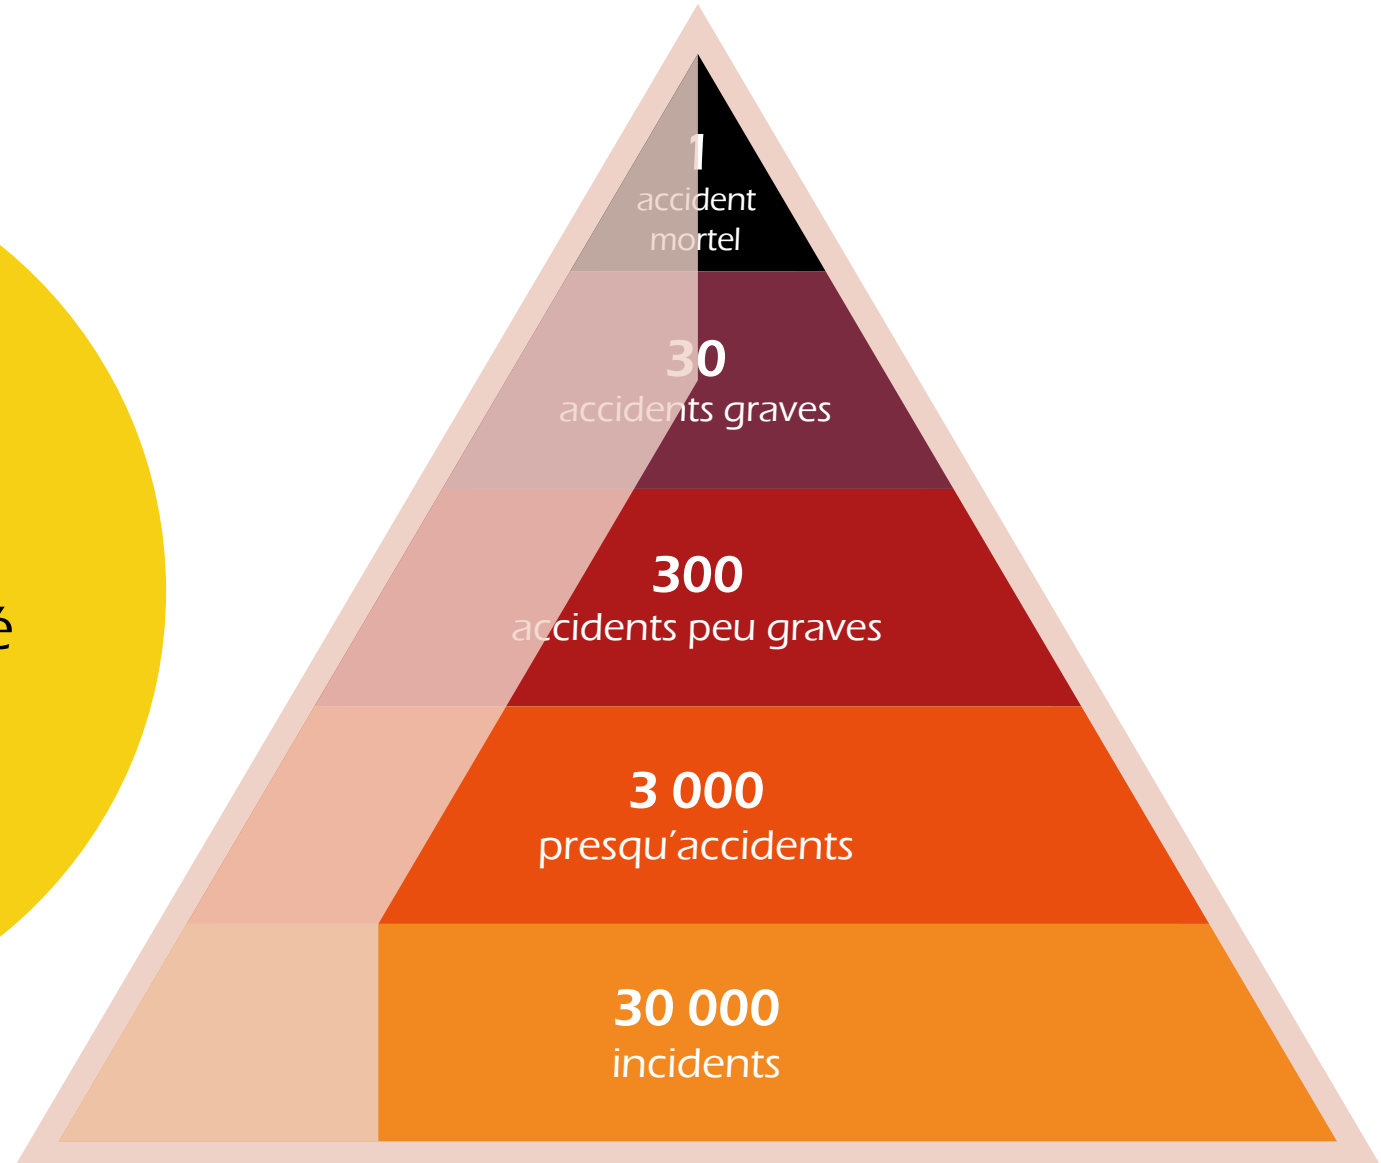 1
accident
mortel
30
accidents graves
300
accidents peu graves
é
3 000
presqu’accidents
30 000
incidents